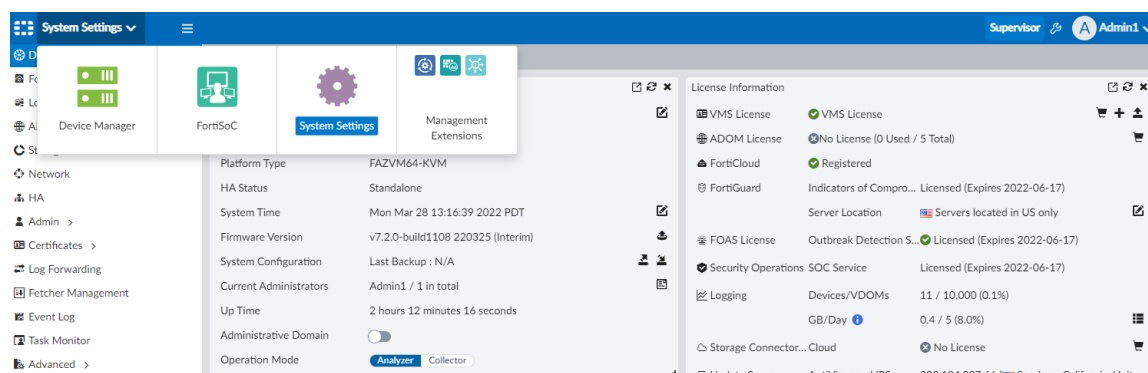 System Settings
Supervisor
A Admin1
Device Manager
FortiSoC
System Settings
Management
Extensions
Network
HA
Admin
Certificates
Log Forwarding
Fetcher Management
Event Log
Task Monitor
Advanced
Platform Type FAZVM64-KVM
HA Status Standalone
System Time Mon Mar 28 13:16:39 2022 PDT
Firmware Version v7.2.0-build1108 220325 (Interim)
System Configuration Last Backup : N/A
Current Administrators Admin1 / 1 in total
Up Time 2 hours 12 minutes 16 seconds
Administrative Domain
Operation Mode Analyzer Collector
License Information
VMS License VMS License
ADOM License No License (0 Used / 5 Total)
FortiCloud Registered
FortiGuard Indicators of Compro... Licensed (Expires 2022-06-17)
Server Location Servers located in US only
FOAS License Outbreak Detection S... Licensed (Expires 2022-06-17)
Security Operations SOC Service Licensed (Expires 2022-06-17)
Logging Devices/VDOMs 11 / 10,000 (0.1%)
GB/Day 0.4 / 5 (8.0%)
Storage Connector... Cloud No License